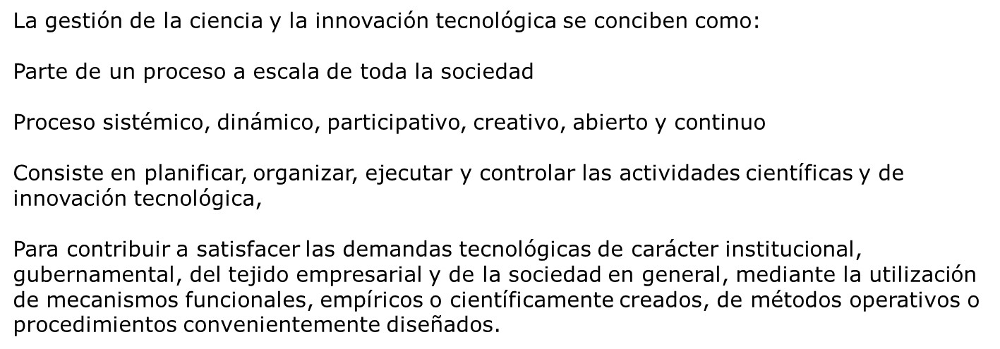 La gestión de la ciencia y la innovación tecnológica se conciben como:
Parte de un proceso a escala de toda la sociedad
Proceso sistémico, dinámico, participativo, creativo, abierto y continuo
Consiste en planificar, organizar, ejecutar y controlar las actividades científicas y de
innovación tecnológica,
Para contribuir a satisfacer las demandas tecnológicas de carácter institucional,
gubernamental, del tejido empresarial y de la sociedad en general, mediante la utilización
de mecanismos funcionales, empíricos o científicamente creados, de métodos operativos o
procedimientos convenientemente diseñados.